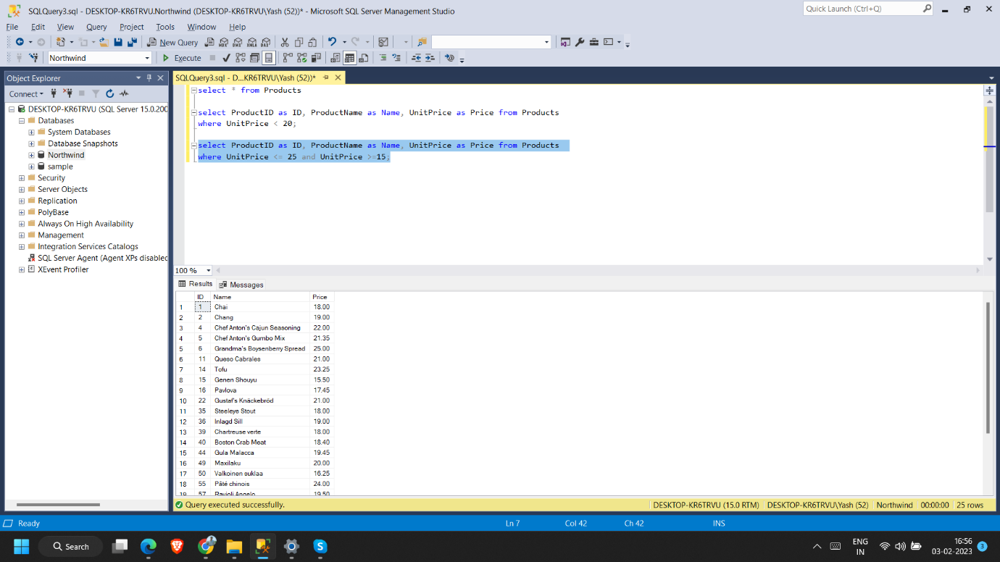 SQLQuery3.sql - DESKTOP-KR6TRVU.Northwind (DESKTOP-KR6TRVU\Yash (52))* - Microsoft SQL Server Management Studio
Quick Launch (Ctrl+Q)
File Edit View Query Project Tools Window Help
New Query MDX DMX XMLA DAX
Northwind Execute
Object Explorer
SQLQuery3.sql - D...KR6TRVU\Yash (52))*
Connect
DESKTOP-KR6TRVU (SQL Server 15.0.200
Databases
System Databases
Database Snapshots
Northwind
sample
Security
Server Objects
Replication
PolyBase
Always On High Availability
Management
Integration Services Catalogs
SQL Server Agent (Agent XPs disabled
XEvent Profiler
select * from Products
select ProductID as ID, ProductName as Name, UnitPrice as Price from Products
where UnitPrice < 20;
select ProductID as ID, ProductName as Name, UnitPrice as Price from Products
where UnitPrice <= 25 and UnitPrice >=15;
100 %
Results Messages
ID Name Price
1 1 Chai 18.00
2 2 Chang 19.00
3 4 Chef Anton's Cajun Seasoning 22.00
4 5 Chef Anton's Gumbo Mix 21.35
5 6 Grandma's Boysenberry Spread 25.00
6 11 Queso Cabrales 21.00
7 14 Tofu 23.25
8 15 Genen Shouyu 15.50
9 16 Pavlova 17.45
10 22 Gustaf's Knäckebröd 21.00
11 35 Steeleye Stout 18.00
12 36 Inlagd Sill 19.00
13 39 Chartreuse verte 18.00
14 40 Boston Crab Meat 18.40
15 44 Gula Malacca 19.45
16 49 Maxilaku 20.00
17 50 Valkoinen suklaa 16.25
18 55 Pâté chinois 24.00
19 57 Ravioli Angelo 19.50
Query executed successfully. DESKTOP-KR6TRVU (15.0 RTM) DESKTOP-KR6TRVU\Yash (52) Northwind 00:00:00 25 rows
Ready Ln 7 Col 42 Ch 42 INS
Search
ENG
IN
16:56
03-02-2023
3